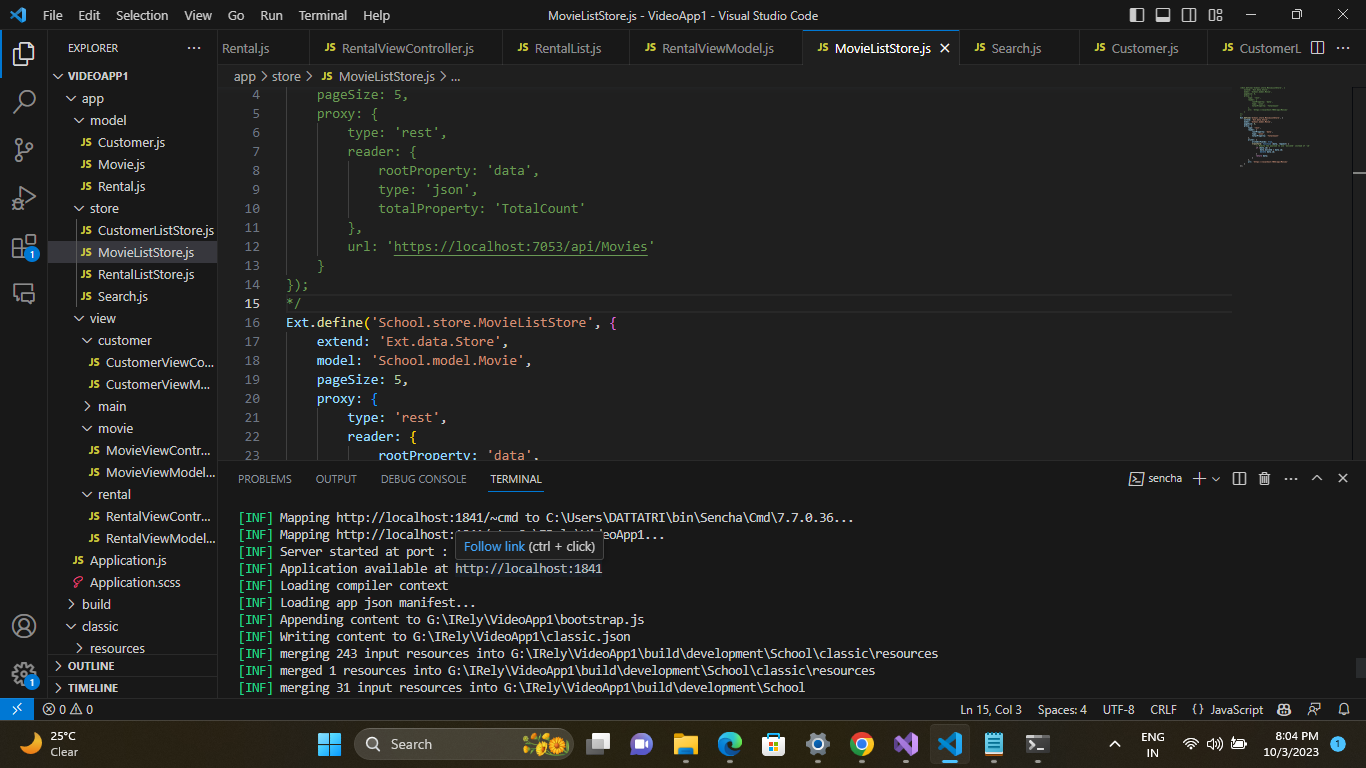 File Edit Selection View Go Run Terminal Help MovieListStore.js - VideoApp1 - Visual Studio Code
EXPLORER
Rental.js RentalViewController.js RentalList.js RentalViewModel.js MovieListStore.js Search.js Customer.js CustomerL
app > store > JS MovieListStore.js > ...
VIDEOAPP1
app
model
JS Customer.js
JS Movie.js
JS Rental.js
store
JS CustomerListStore.js
JS MovieListStore.js
JS RentalListStore.js
JS Search.js
view
customer
JS CustomerViewCo...
JS CustomerViewM...
main
movie
JS MovieViewContr...
JS MovieViewModel...
rental
JS RentalViewContr...
JS RentalViewModel...
JS Application.js
Application.scss
build
classic
resources
OUTLINE
TIMELINE
4 pageSize: 5,
5 proxy: {
6 type: 'rest',
7 reader: {
8 rootProperty: 'data',
9 type: 'json',
10 totalProperty: 'TotalCount'
11 },
12 url: 'https://localhost:7053/api/Movies'
13 }
14 });
15 */
16 Ext.define('School.store.MovieListStore', {
17 extend: 'Ext.data.Store',
18 model: 'School.model.Movie',
19 pageSize: 5,
20 proxy: {
21 type: 'rest',
22 reader: {
23 rootProperty: 'data',
PROBLEMS OUTPUT DEBUG CONSOLE TERMINAL sencha
[INF] Mapping http://localhost:1841/~cmd to C:\Users\DATTATRI\bin\Sencha\Cmd\7.7.0.36...
[INF] Mapping http://localhost:
[INF] Server started at port :
Follow link (ctrl + click)
[INF] Application available at http://localhost:1841
[INF] Loading compiler context
[INF] Loading app json manifest...
[INF] Appending content to G:\IRely\VideoApp1\bootstrap.js
[INF] Writing content to G:\IRely\VideoApp1\classic.json
[INF] merging 243 input resources into G:\IRely\VideoApp1\build\development\School\classic\resources
[INF] merged 1 resources into G:\IRely\VideoApp1\build\development\School\classic\resources
[INF] merging 31 input resources into G:\IRely\VideoApp1\build\development\School
0 0 Ln 15, Col 3 Spaces: 4 UTF-8 CRLF {} JavaScript
25°C
Clear
Search
ENG
IN
8:04 PM
10/3/2023
1